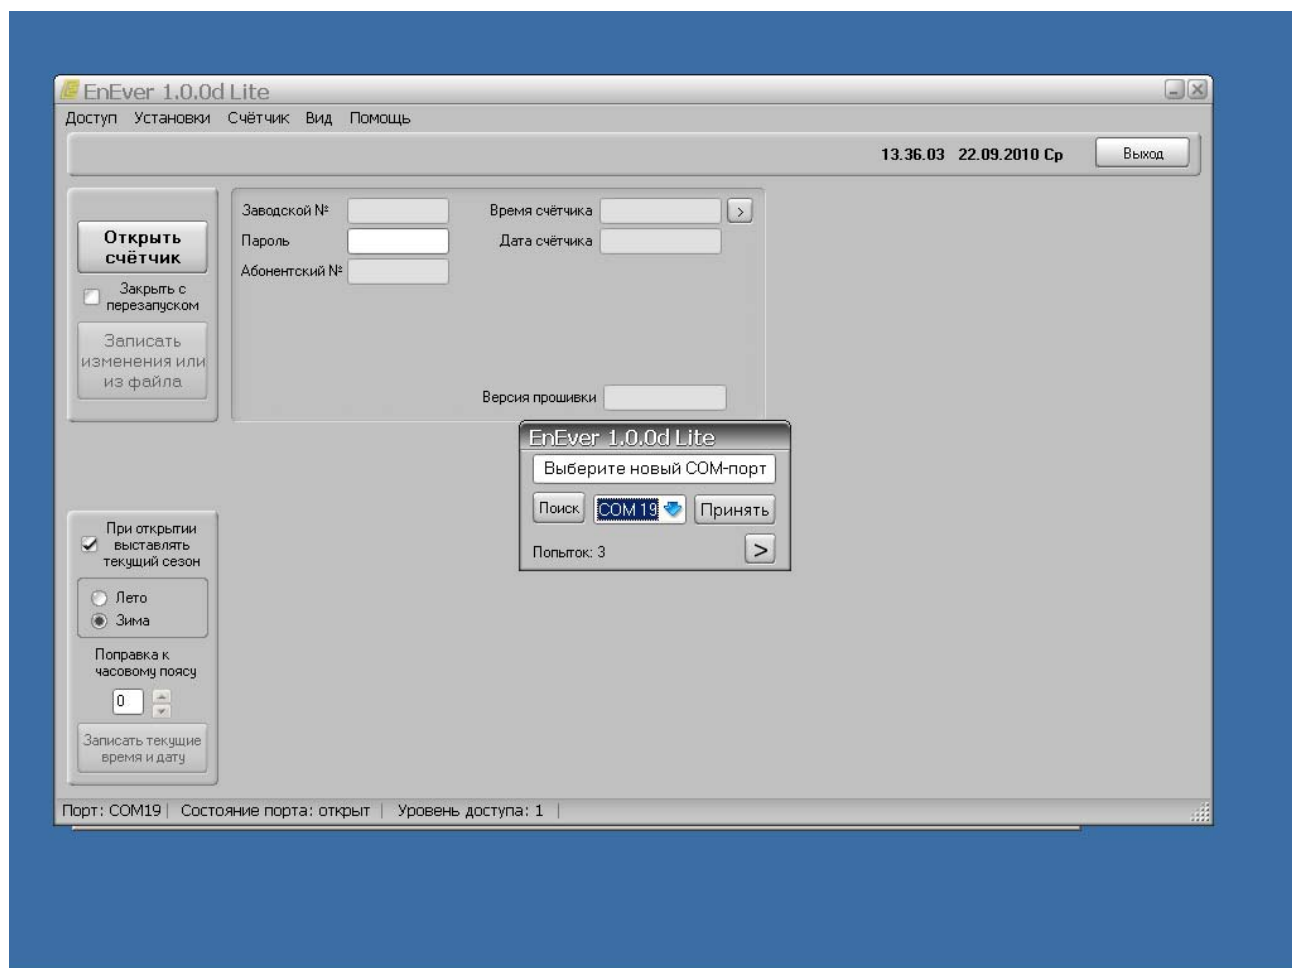 EnEver 1.0.0d Lite
Доступ Установки Счётчик Вид Помощь
13.36.03 22.09.2010 Ср Выход
Открыть
счётчик
Закрыть с
перезапуском
Записать
изменения или
из файла
Заводской № Время счётчика >
Пароль Дата счётчика
Абонентский №
Версия прошивки
EnEver 1.0.0d Lite
Выберите новый COM-порт
Поиск COM 19 Принять
Попыток: 3 >
При открытии
выставлять
текущий сезон
Лето
Зима
Поправка к
часовому поясу
0
Записать текущие
время и дату
Порт: COM19 | Состояние порта: открыт | Уровень доступа: 1 |